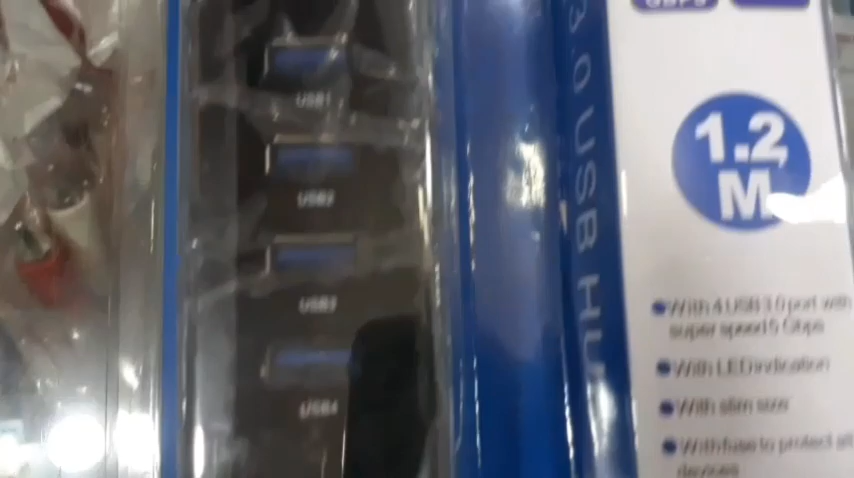 USB1
USB2
USB3
USB4
3.0 USB HU
GBPS
1.2
M
With 4 USB 3.0 port with
super speed 5 Gbps
With LED indication
With slim size
With fuse to protect all
devices